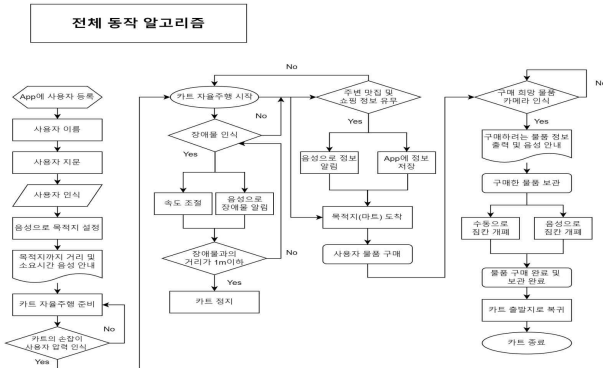 전체 동작 알고리즘
App에 사용자 등록
사용자 이름
사용자 지문
사용자 인식
음성으로 목적지 설정
목적지까지 거리 및
소요시간 음성 안내
카트 자율주행 준비
카트의 손잡이
사용자 압력 인식
No
Yes
No
카트 자율주행 시작
No
장애물 인식
Yes
속도 조절
음성으로
장애물 알림
장애물과의
거리가 1m이하
No
Yes
카트 정지
주변 맛집 및
쇼핑 정보 유무
Yes
음성으로 정보
알림
App에 정보
저장
목적지(마트) 도착
사용자 물품 구매
구매 희망 물품
카메라 인식
No
Yes
구매하려는 물품 정보
출력 및 음성 안내
구매한 물품 보관
수동으로
짐칸 개폐
음성으로
짐칸 개폐
물품 구매 완료 및
보관 완료
카트 출발지로 복귀
카트 종료